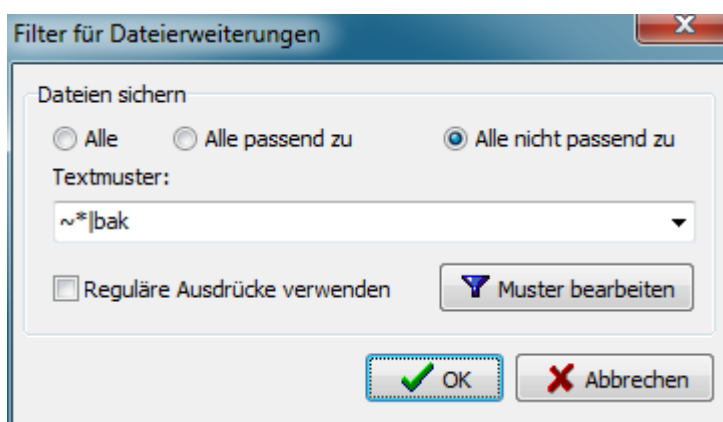 Filter für Dateierweiterungen
Dateien sichern
Alle
Alle passend zu
Alle nicht passend zu
Textmuster:
~*|bak
Reguläre Ausdrücke verwenden
Muster bearbeiten
OK
Abbrechen